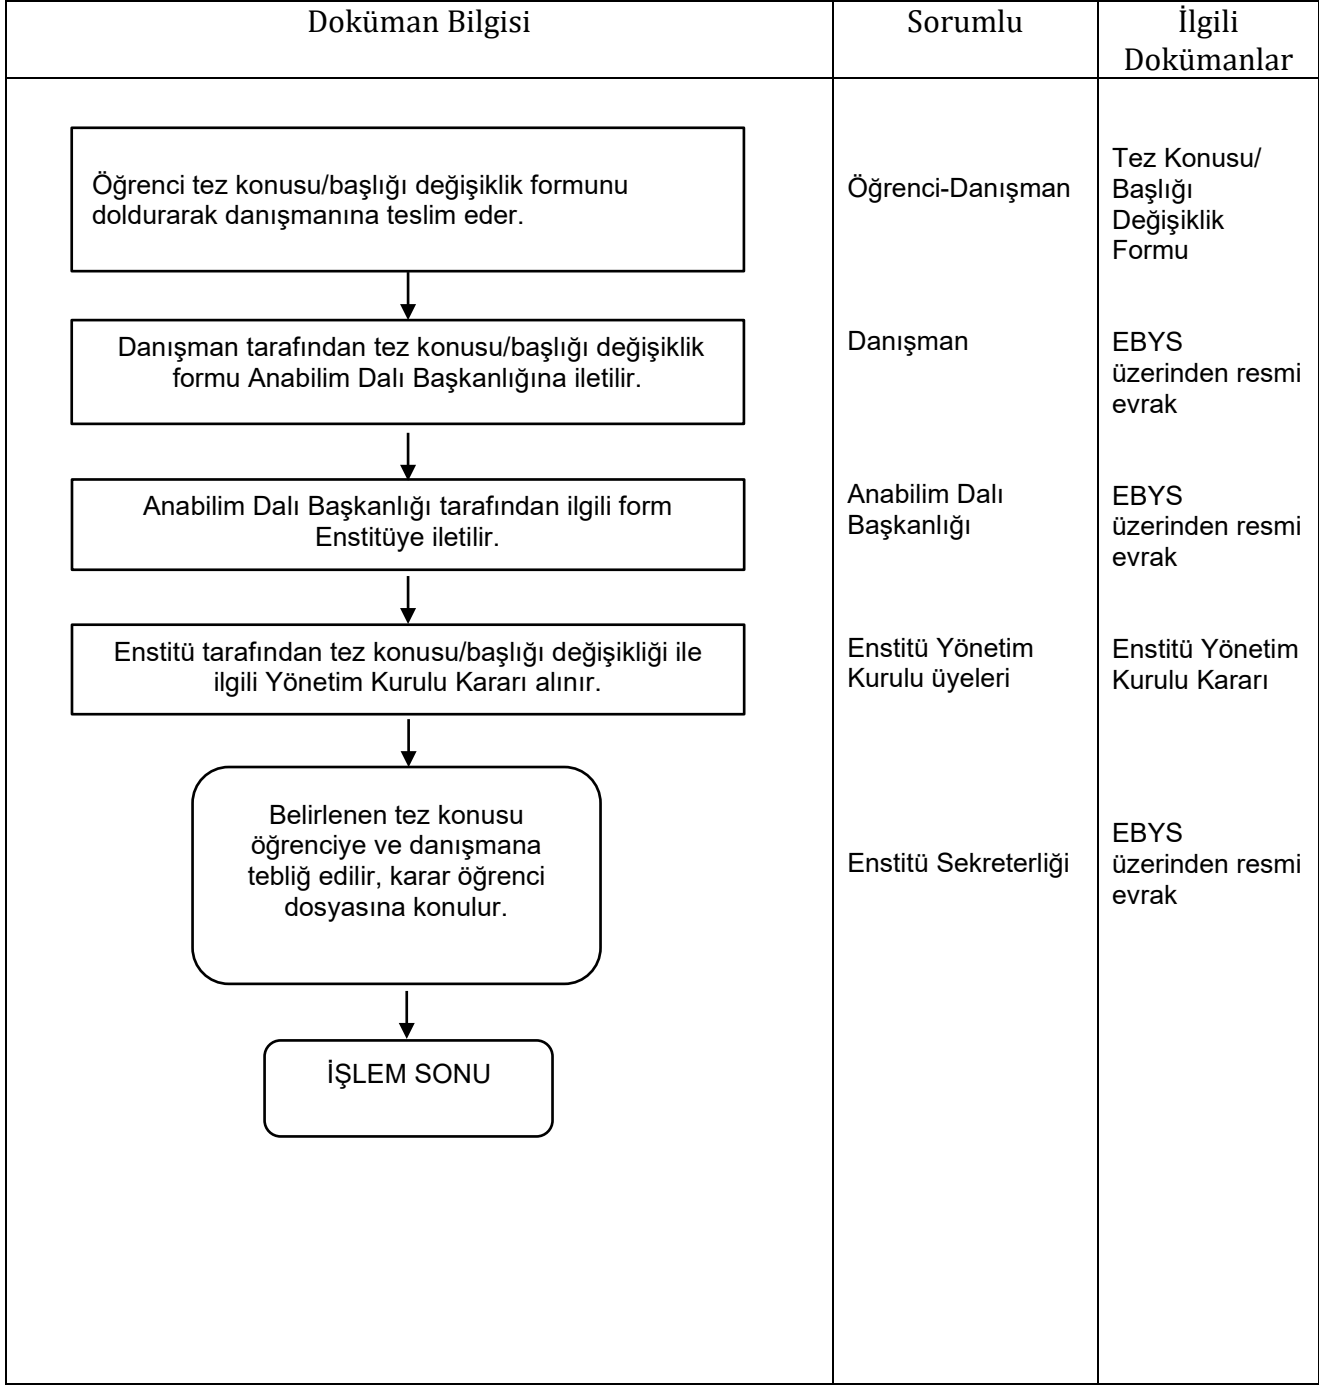 Doküman Bilgisi
Sorumlu
İlgili
Dokümanlar
Öğrenci tez konusu/başlığı değişiklik formunu
doldurarak danışmanına teslim eder.
Öğrenci-Danışman
Tez Konusu/
Başlığı
Değişiklik
Formu
Danışman tarafından tez konusu/başlığı değişiklik
formu Anabilim Dalı Başkanlığına iletilir.
Danışman
EBYS
üzerinden resmi
evrak
Anabilim Dalı Başkanlığı tarafından ilgili form
Enstitüye iletilir.
Anabilim Dalı
Başkanlığı
EBYS
üzerinden resmi
evrak
Enstitü tarafından tez konusu/başlığı değişikliği ile
ilgili Yönetim Kurulu Kararı alınır.
Enstitü Yönetim
Kurulu üyeleri
Enstitü Yönetim
Kurulu Kararı
Belirlenen tez konusu
öğrenciye ve danışmana
tebliğ edilir, karar öğrenci
dosyasına konulur.
Enstitü Sekreterliği
EBYS
üzerinden resmi
evrak
İŞLEM SONU